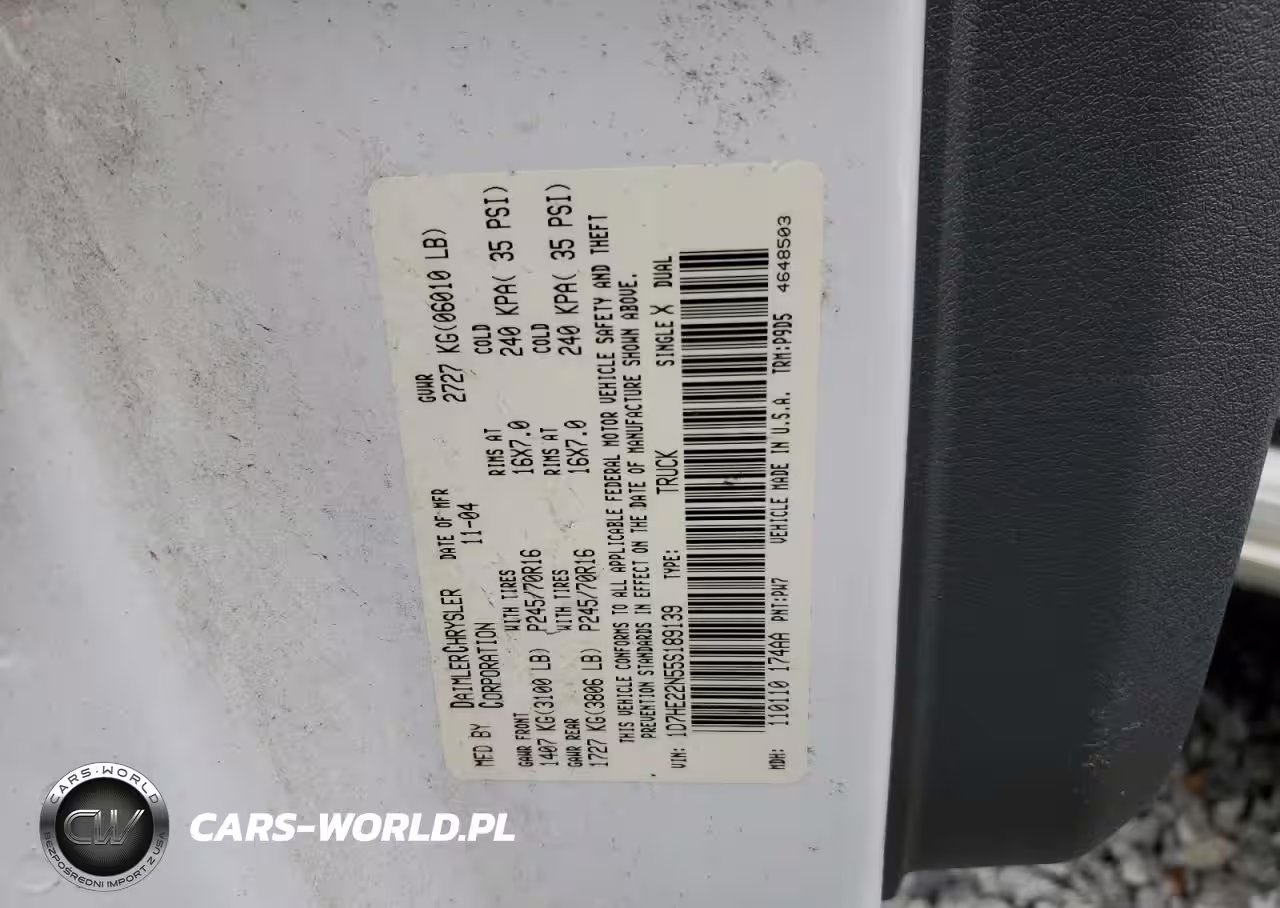 MFD BY DAIMLERCHRYSLER CORPORATION
DATE OF MFR 11-04
GVWR 2727 KG(06010 LB)
GAWR FRONT WITH TIRES RIMS AT COLD
1407 KG(3100 LB) P245/70R16 16X7.0 240 KPA( 35 PSI)
GAWR REAR WITH TIRES RIMS AT COLD
1727 KG(3806 LB) P245/70R16 16X7.0 240 KPA( 35 PSI)
THIS VEHICLE CONFORMS TO ALL APPLICABLE FEDERAL MOTOR VEHICLE SAFETY AND THEFT
PREVENTION STANDARDS IN EFFECT ON THE DATE OF MANUFACTURE SHOWN ABOVE.
VIN: 1D7HE22N55S189139 TYPE: TRUCK SINGLE X DUAL
MDH: 110110 174AA PNT:PW7 VEHICLE MADE IN U.S.A. TRM:P9D5 4648503
CARS-WORLD
CW
BEZPOŚREDNI IMPORT Z USA
CARS-WORLD.PL